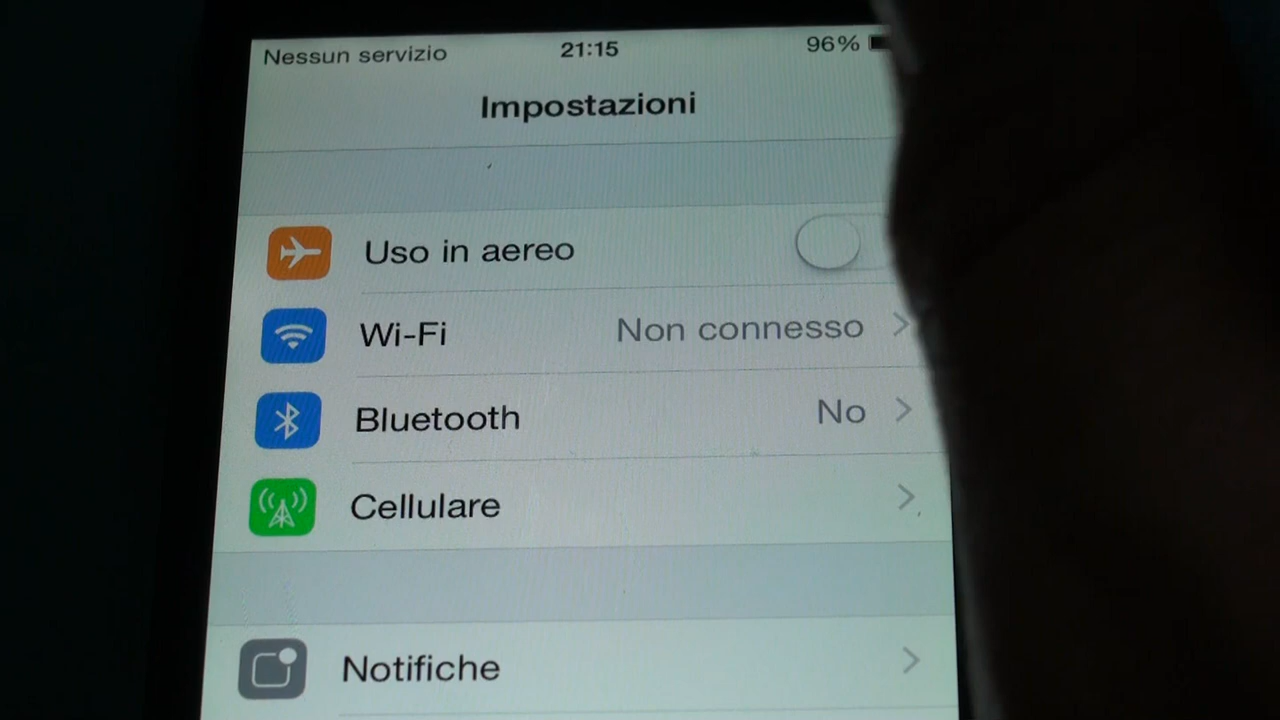 Nessun servizio 21:15 96%
Impostazioni
Uso in aereo
Wi-Fi Non connesso
Bluetooth No
Cellulare
Notifiche